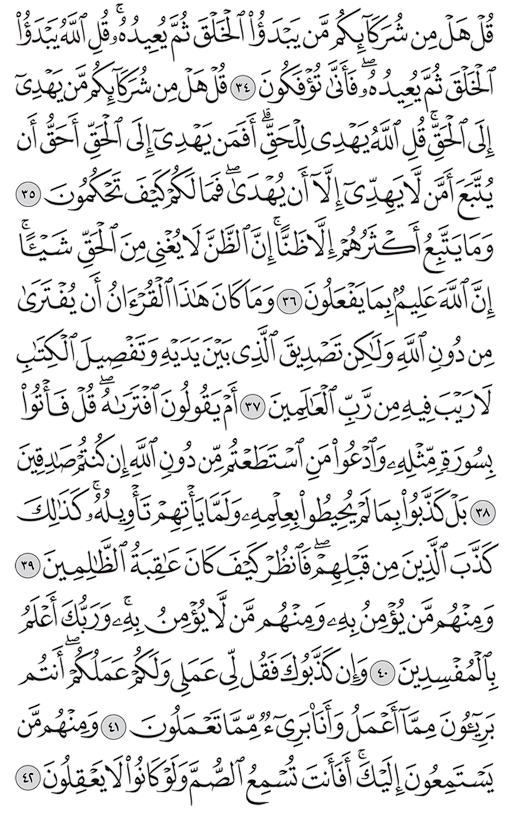 قُلْ هَلْ مِن شُرَكَآئِكُم مَّن يَبْدَؤُا۟ ٱلْخَلْقَ ثُمَّ يُعِيدُهُۥ ۚ قُلِ ٱللَّهُ يَبْدَؤُا۟
ٱلْخَلْقَ ثُمَّ يُعِيدُهُۥ ۖ فَأَنَّىٰ تُؤْفَكُونَ ٣٤ قُلْ هَلْ مِن شُرَكَآئِكُم مَّن يَهْدِىٓ
إِلَى ٱلْحَقِّ ۚ قُلِ ٱللَّهُ يَهْدِى لِلْحَقِّ ۗ أَفَمَن يَهْدِىٓ إِلَى ٱلْحَقِّ أَحَقُّ أَن
يُتَّبَعَ أَمَّن لَّا يَهِدِّىٓ إِلَّآ أَن يُهْدَىٰ ۖ فَمَا لَكُمْ كَيْفَ تَحْكُمُونَ ٣٥
وَمَا يَتَّبِعُ أَكْثَرُهُمْ إِلَّا ظَنًّا ۚ إِنَّ ٱلظَّنَّ لَا يُغْنِى مِنَ ٱلْحَقِّ شَيْـًٔا ۚ
إِنَّ ٱللَّهَ عَلِيمٌۢ بِمَا يَفْعَلُونَ ٣٦ وَمَا كَانَ هَـٰذَا ٱلْقُرْءَانُ أَن يُفْتَرَىٰ
مِن دُونِ ٱللَّهِ وَلَـٰكِن تَصْدِيقَ ٱلَّذِى بَيْنَ يَدَيْهِ وَتَفْصِيلَ ٱلْكِتَـٰبِ
لَا رَيْبَ فِيهِ مِن رَّبِّ ٱلْعَـٰلَمِينَ ٣٧ أَمْ يَقُولُونَ ٱفْتَرَىٰهُ ۖ قُلْ فَأْتُوا۟
بِسُورَةٍ مِّثْلِهِۦ وَٱدْعُوا۟ مَنِ ٱسْتَطَعْتُم مِّن دُونِ ٱللَّهِ إِن كُنتُمْ صَـٰدِقِينَ
٣٨ بَلْ كَذَّبُوا۟ بِمَا لَمْ يُحِيطُوا۟ بِعِلْمِهِۦ وَلَمَّا يَأْتِهِمْ تَأْوِيلُهُۥ ۚ كَذَٰلِكَ
كَذَّبَ ٱلَّذِينَ مِن قَبْلِهِمْ ۖ فَٱنظُرْ كَيْفَ كَانَ عَـٰقِبَةُ ٱلظَّـٰلِمِينَ ٣٩
وَمِنْهُم مَّن يُؤْمِنُ بِهِۦ وَمِنْهُم مَّن لَّا يُؤْمِنُ بِهِۦ ۚ وَرَبُّكَ أَعْلَمُ
بِٱلْمُفْسِدِينَ ٤٠ وَإِن كَذَّبُوكَ فَقُل لِّى عَمَلِى وَلَكُمْ عَمَلُكُمْ ۖ أَنتُم
بَرِيٓـُٔونَ مِمَّآ أَعْمَلُ وَأَنَا۠ بَرِىٓءٌ مِّمَّا تَعْمَلُونَ ٤١ وَمِنْهُم مَّن
يَسْتَمِعُونَ إِلَيْكَ ۚ أَفَأَنتَ تُسْمِعُ ٱلصُّمَّ وَلَوْ كَانُوا۟ لَا يَعْقِلُونَ ٤٢